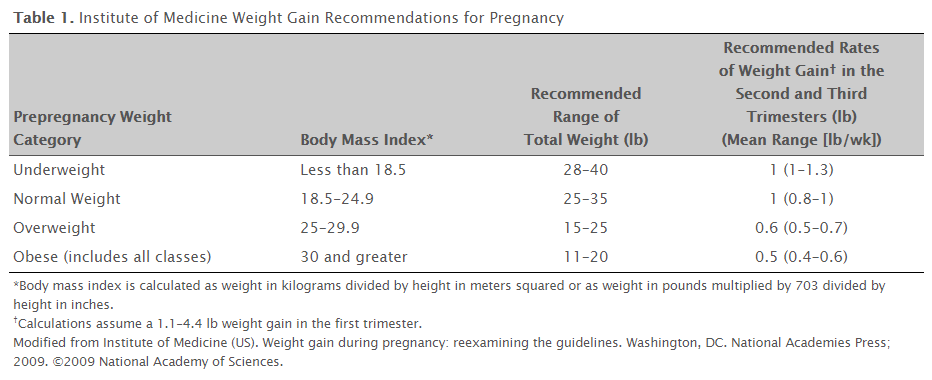 Table 1. Institute of Medicine Weight Gain Recommendations for Pregnancy
Recommended Rates
of Weight Gain† in the
Recommended Second and Third
Prepregnancy Weight Range of Trimesters (lb)
Category Body Mass Index* Total Weight (lb) (Mean Range [lb/wk])
Underweight Less than 18.5 28–40 1 (1–1.3)
Normal Weight 18.5–24.9 25–35 1 (0.8–1)
Overweight 25–29.9 15–25 0.6 (0.5–0.7)
Obese (includes all classes) 30 and greater 11–20 0.5 (0.4–0.6)
*Body mass index is calculated as weight in kilograms divided by height in meters squared or as weight in pounds multiplied by 703 divided by
height in inches.
†Calculations assume a 1.1–4.4 lb weight gain in the first trimester.
Modified from Institute of Medicine (US). Weight gain during pregnancy: reexamining the guidelines. Washington, DC. National Academies Press;
2009. ©2009 National Academy of Sciences.